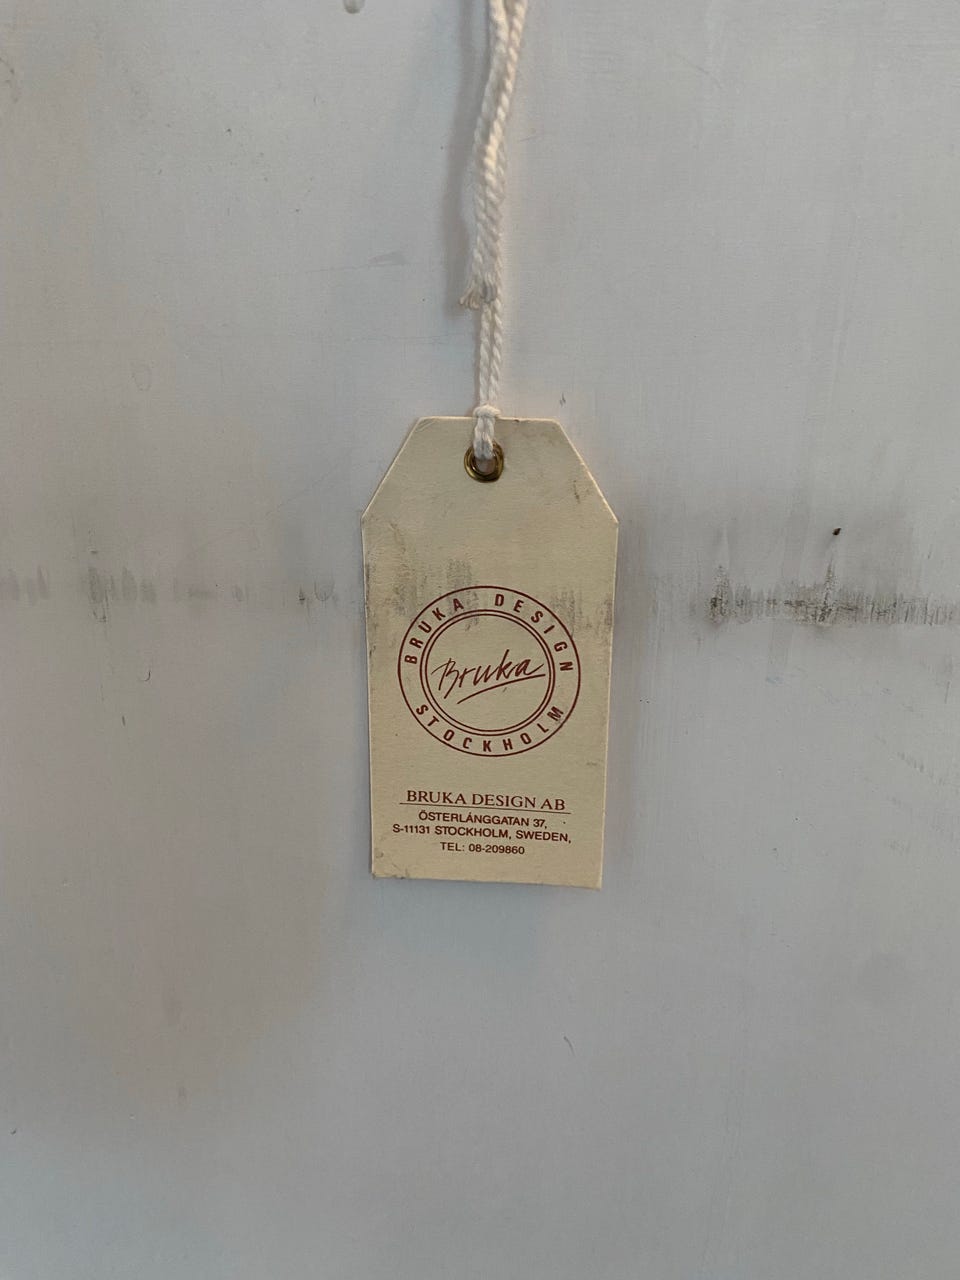 BRUKA DESIGN
Bruka
STOCKHOLM
BRUKA DESIGN AB
ÖSTERLÅNGGATAN 37,
S-11131 STOCKHOLM, SWEDEN,
TEL: 08-209860